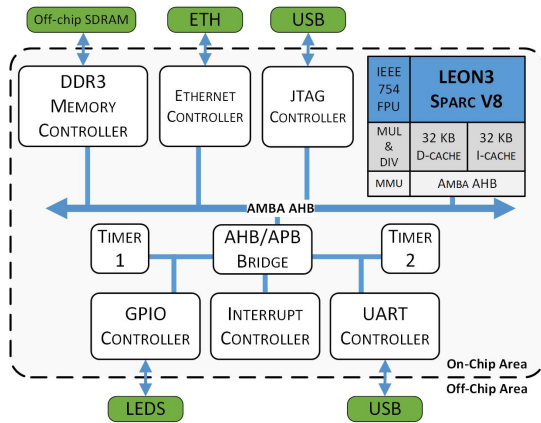 Off-chip SDRAM
ETH
USB
DDR3
MEMORY
CONTROLLER
ETHERNET
CONTROLLER
JTAG
CONTROLLER
IEEE
754
FPU
LEON3
SPARC V8
MUL
&
DIV
32 KB
D-CACHE
32 KB
I-CACHE
MMU
AMBA AHB
AMBA AHB
TIMER
1
AHB/APB
BRIDGE
TIMER
2
GPIO
CONTROLLER
INTERRUPT
CONTROLLER
UART
CONTROLLER
On-Chip Area
Off-Chip Area
LEDS
USB